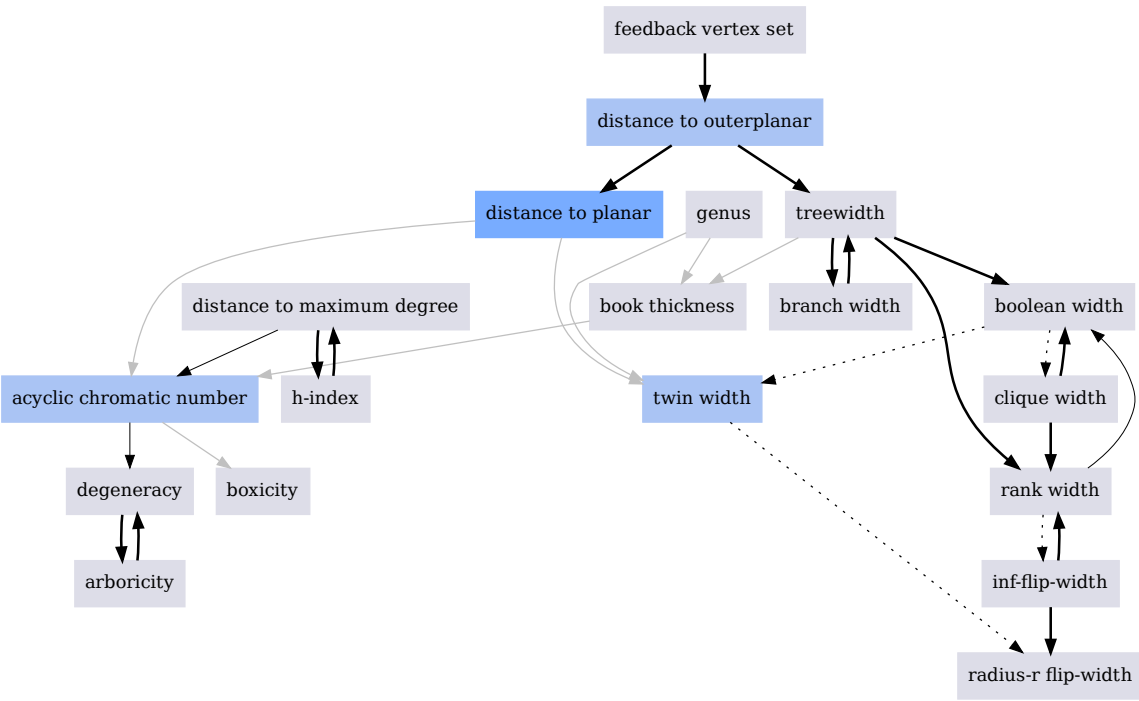 feedback vertex set
distance to outerplanar
distance to planar
genus
treewidth
distance to maximum degree
book thickness
branch width
boolean width
acyclic chromatic number
h-index
twin width
clique width
degeneracy
boxicity
rank width
arboricity
inf-flip-width
radius-r flip-width